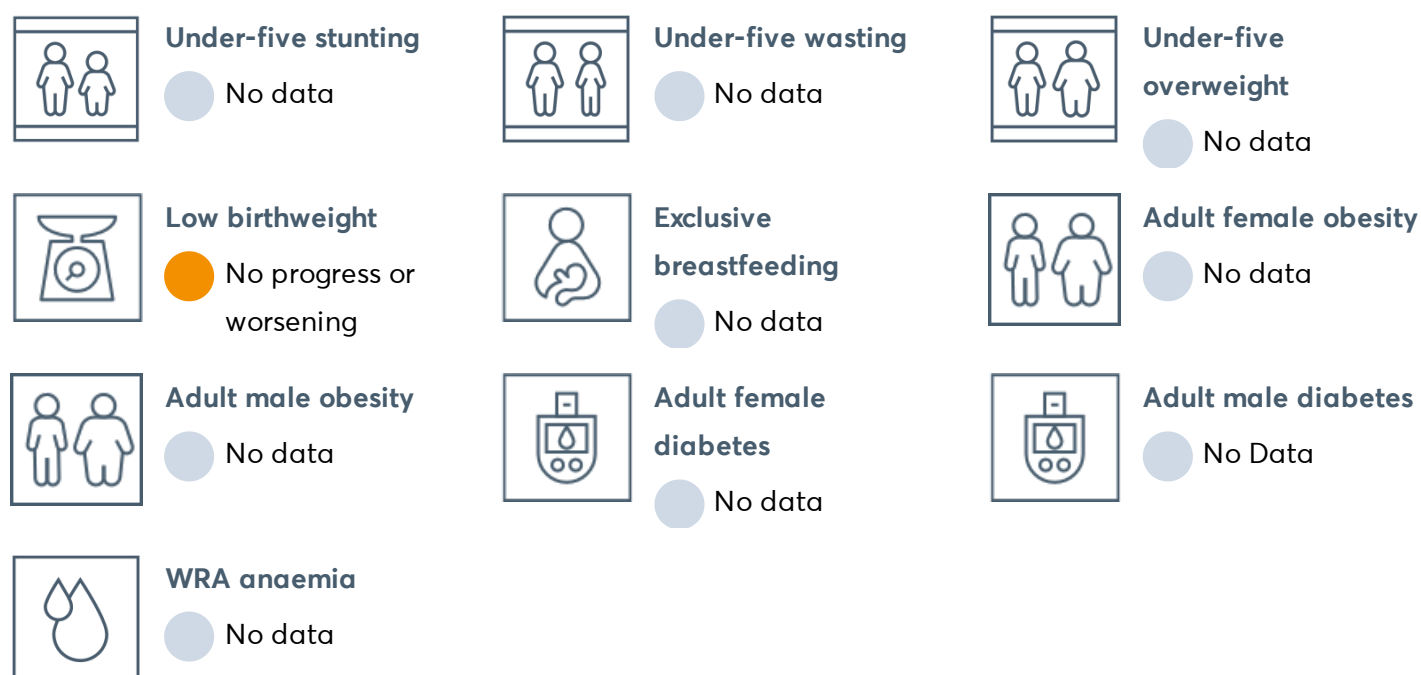 Under-five stunting
No data
Under-five wasting
No data
Under-five
overweight
No data
Low birthweight
No progress or
worsening
Exclusive
breastfeeding
No data
Adult female obesity
No data
Adult male obesity
No data
Adult female
diabetes
No data
Adult male diabetes
No Data
WRA anaemia
No data